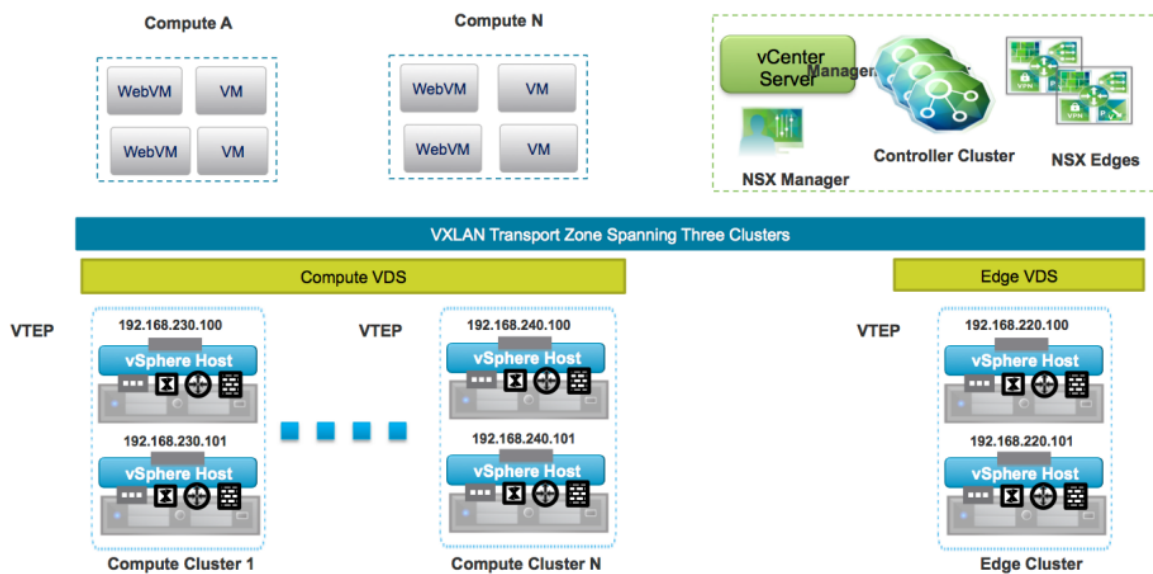 Compute A
Compute N
WebVM
VM
WebVM
VM
WebVM
VM
WebVM
VM
vCenter
Server
NSX Manager
Controller Cluster
NSX Edges
VPN
VPN
P
VXLAN Transport Zone Spanning Three Clusters
Compute VDS
Edge VDS
VTEP
192.168.230.100
vSphere Host
192.168.230.101
vSphere Host
Compute Cluster 1
VTEP
192.168.240.100
vSphere Host
192.168.240.101
vSphere Host
Compute Cluster N
VTEP
192.168.220.100
vSphere Host
192.168.220.101
vSphere Host
Edge Cluster